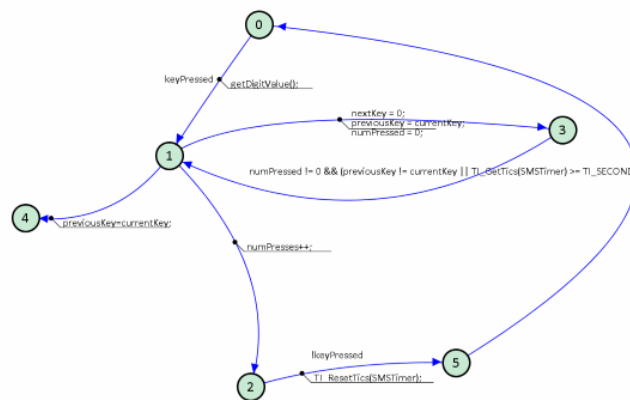 0
keyPressed
getDigitValue();
nextKey = 0;
previousKey = currentKey;
numPressed = 0;
3
1
numPressed != 0 && (previousKey != currentKey || TI_GetTics(SMSTimer) >= TI_SECOND
4
previousKey=currentKey;
numPresses++;
!keyPressed
5
TI_ResetTics(SMSTimer);
2